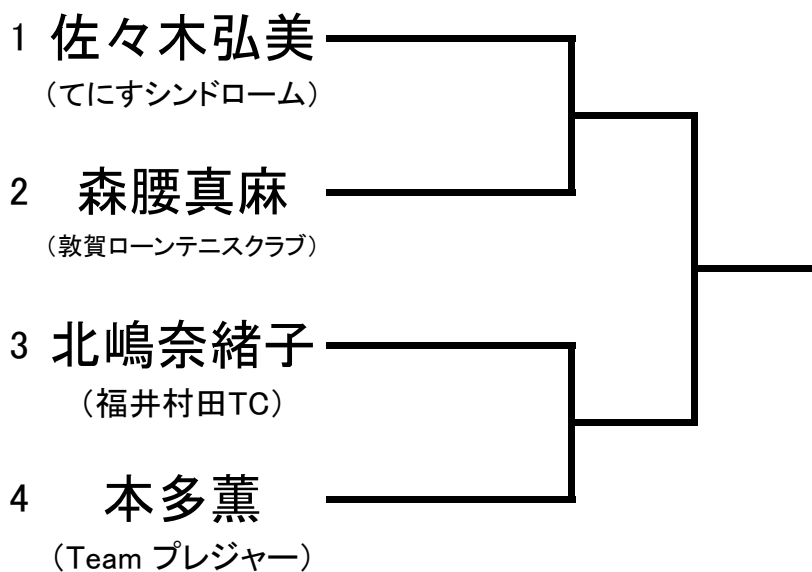 1 佐々木弘美
（てにすシンドローム）
2 森腰真麻
（敦賀ローンテニスクラブ）
3 北嶋奈緒子
（福井村田TC）
4 本多薫
（Team プレジャー）